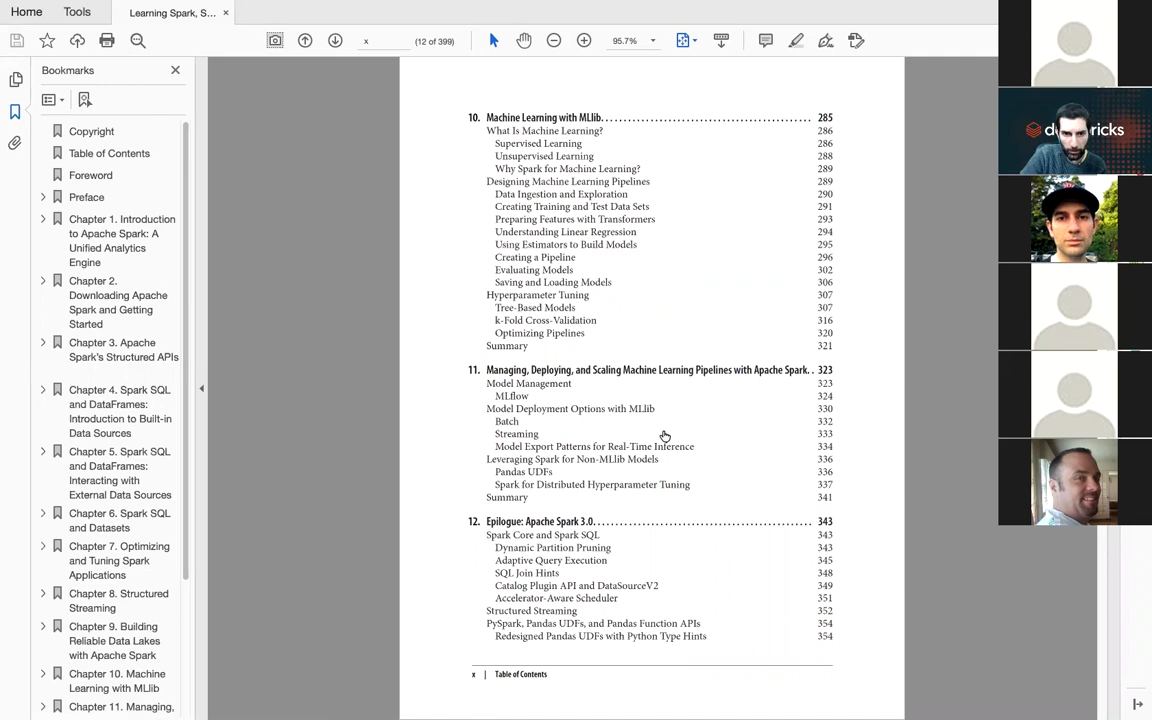 Home
Tools
Learning Spark, S...
×
x
(12 of 399)
95.7%
Bookmarks
Copyright
Table of Contents
Foreword
Preface
Chapter 1. Introduction
to Apache Spark: A
Unified Analytics
Engine
Chapter 2.
Downloading Apache
Spark and Getting
Started
Chapter 3. Apache
Spark's Structured APIs
Chapter 4. Spark SQL
and DataFrames:
Introduction to Built-in
Data Sources
Chapter 5. Spark SQL
and DataFrames:
Interacting with
External Data Sources
Chapter 6. Spark SQL
and Datasets
Chapter 7. Optimizing
and Tuning Spark
Applications
Chapter 8. Structured
Streaming
Chapter 9. Building
Reliable Data Lakes
with Apache Spark
Chapter 10. Machine
Learning with MLlib
Chapter 11. Managing,
10. Machine Learning with MLlib. . . . . . . . . . . . . . . . . . . . . . . . . . . . . . . . . . . . . . . . . . 285
What Is Machine Learning? 286
Supervised Learning 286
Unsupervised Learning 288
Why Spark for Machine Learning? 289
Designing Machine Learning Pipelines 289
Data Ingestion and Exploration 290
Creating Training and Test Data Sets 291
Preparing Features with Transformers 293
Understanding Linear Regression 294
Using Estimators to Build Models 295
Creating a Pipeline 296
Evaluating Models 302
Saving and Loading Models 306
Hyperparameter Tuning 307
Tree-Based Models 307
k-Fold Cross-Validation 316
Optimizing Pipelines 320
Summary 321
11. Managing, Deploying, and Scaling Machine Learning Pipelines with Apache Spark. . 323
Model Management 323
MLflow 324
Model Deployment Options with MLlib 330
Batch 332
Streaming 333
Model Export Patterns for Real-Time Inference 334
Leveraging Spark for Non-MLlib Models 336
Pandas UDFs 336
Spark for Distributed Hyperparameter Tuning 337
Summary 341
12. Epilogue: Apache Spark 3.0. . . . . . . . . . . . . . . . . . . . . . . . . . . . . . . . . . . . . . . . . . . 343
Spark Core and Spark SQL 343
Dynamic Partition Pruning 343
Adaptive Query Execution 345
SQL Join Hints 348
Catalog Plugin API and DataSourceV2 349
Accelerator-Aware Scheduler 351
Structured Streaming 352
PySpark, Pandas UDFs, and Pandas Function APIs 354
Redesigned Pandas UDFs with Python Type Hints 354
x | Table of Contents